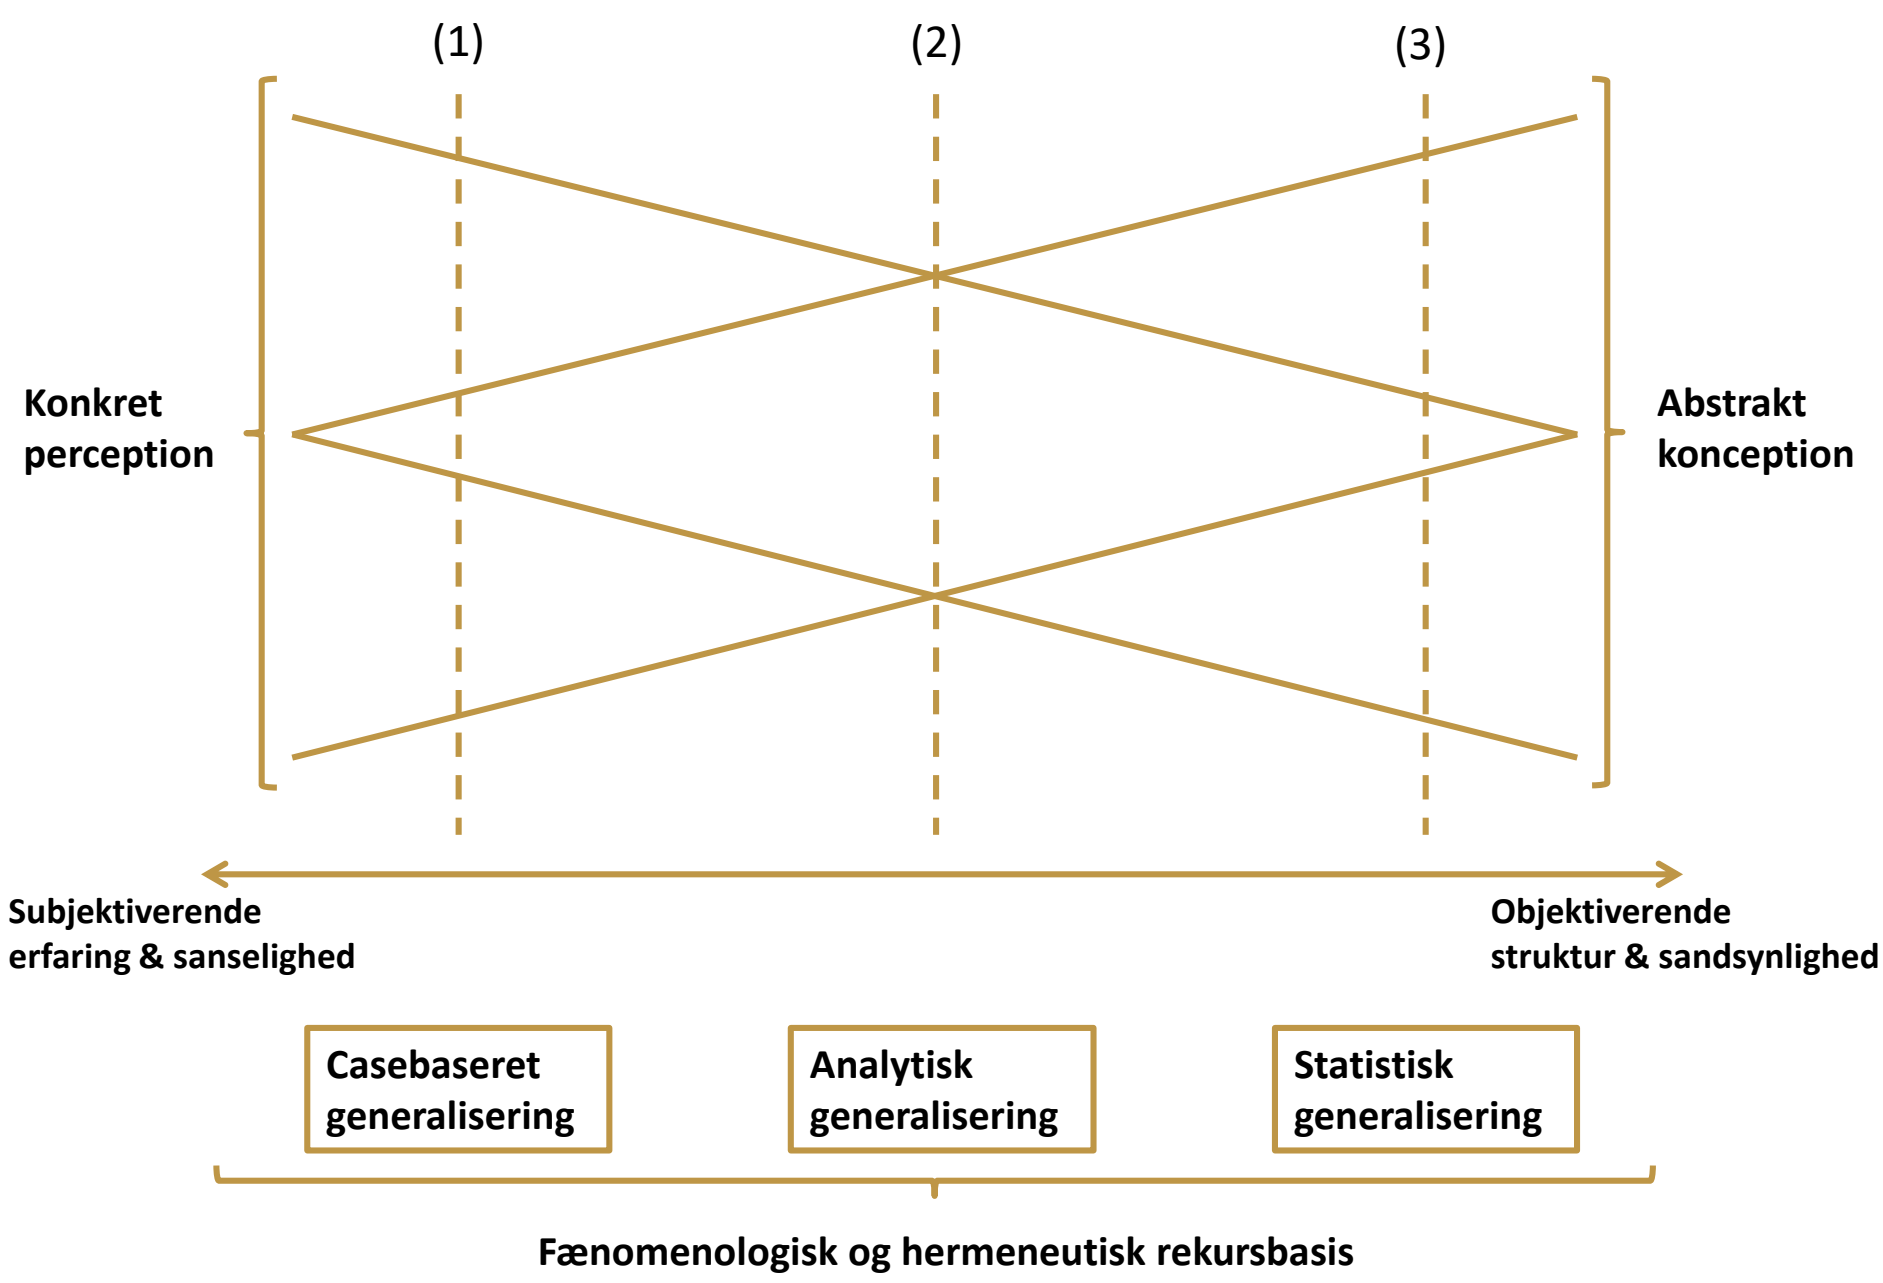 (1)
(2)
(3)
Konkret
perception
Abstrakt
konception
Subjektiverende
erfaring & sanselighed
Objektiverende
struktur & sandsynlighed
Casebaseret
generalisering
Analytisk
generalisering
Statistisk
generalisering
Fænomenologisk og hermeneutisk rekursbasis